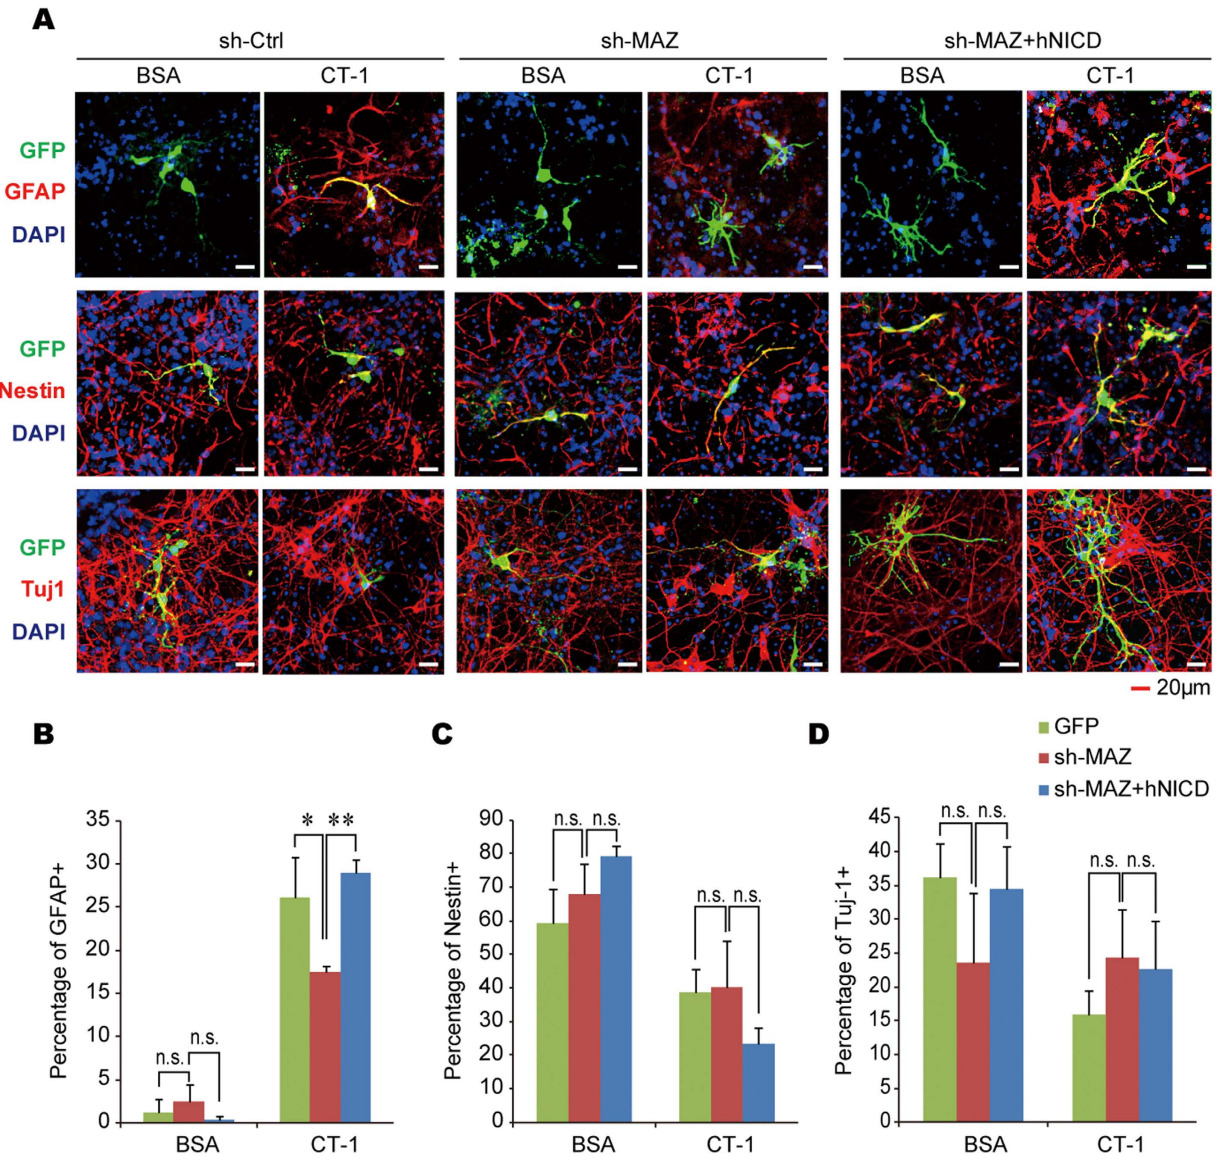 A
sh-Ctrl sh-MAZ sh-MAZ+hNICD
BSA CT-1 BSA CT-1 BSA CT-1
GFP
GFAP
DAPI
GFP
Nestin
DAPI
GFP
Tuj1
DAPI
20μm
B C D
GFP
sh-MAZ
sh-MAZ+hNICD
Percentage of GFAP+
35
30
25
20
15
10
5
0
n.s. n.s.
* **
BSA CT-1
Percentage of Nestin+
90
80
70
60
50
40
30
20
10
0
n.s. n.s.
n.s. n.s.
BSA CT-1
Percentage of Tuj-1+
45
40
35
30
25
20
15
10
5
0
n.s. n.s.
n.s. n.s.
BSA CT-1